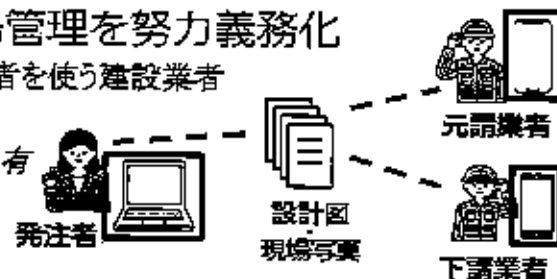 管理を努力義務化
者を使う建設業者
有
発注者
設計図
現場写真
元請業者
下請業者